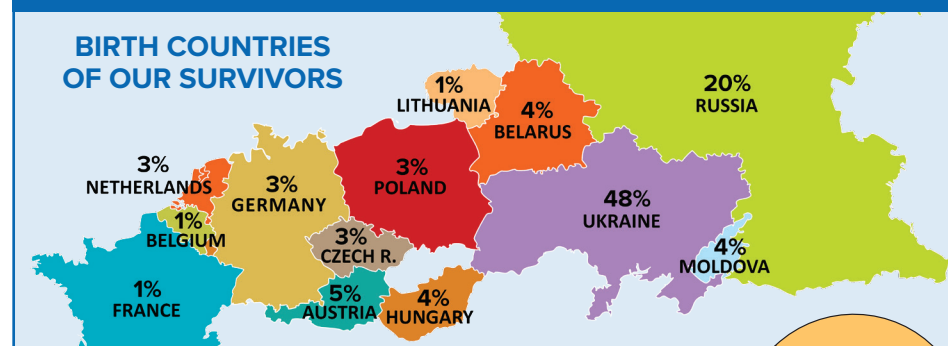 BIRTH COUNTRIES
OF OUR SURVIVORS
1%
LITHUANIA
4%
BELARUS
20%
RUSSIA
3%
NETHERLANDS
3%
GERMANY
3%
POLAND
48%
UKRAINE
1%
BELGIUM
3%
CZECH R.
4%
MOLDOVA
1%
FRANCE
5%
AUSTRIA
4%
HUNGARY